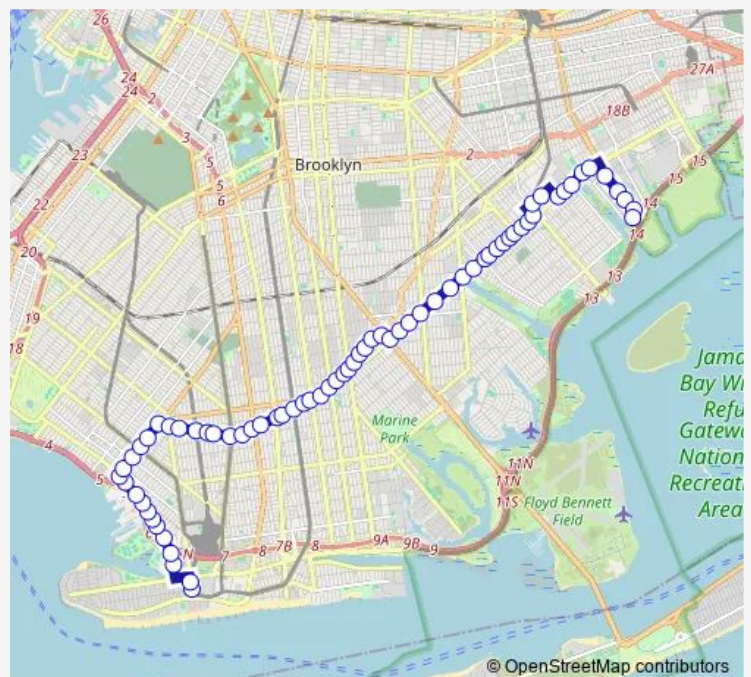 26
24
24
2
27A
18B
3
23
5
2
Brooklyn
5
6
15
15
22
14
14
20
13
13
19
18
Jama
Bay Wi
Refu
Gatewa
Nation
Recreati
Area
4
Marine
Park
5
11N
11N
11S
Floyd Bennett
Field
N
7
8
7B
8
9A
9B
9
© OpenStreetMap contributors